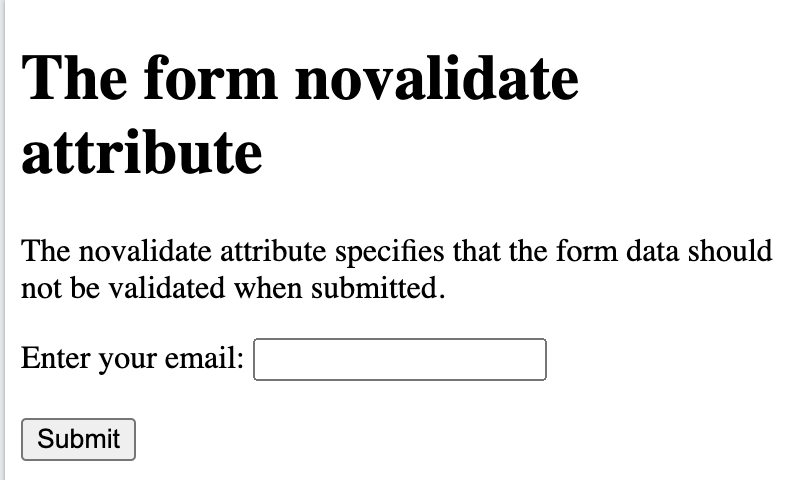 The form novalidate
attribute
The novalidate attribute specifies that the form data should
not be validated when submitted.
Enter your email:
Submit